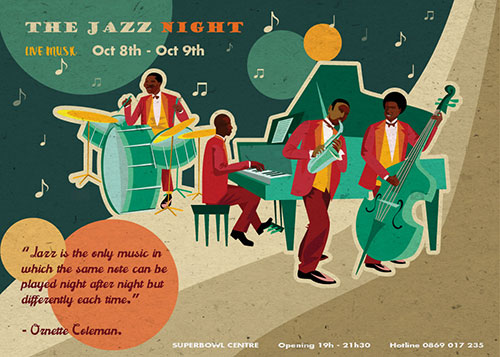 THE JAZZ NIGHT
LIVE MUSIC Oct 8th - Oct 9th
"Jazz is the only music in
which the same note can be
played night after night but
differently each time."
- Ornette Coleman.
SUPERBOWL CENTRE Opening 19h - 21h30 Hotline 0869 017 235